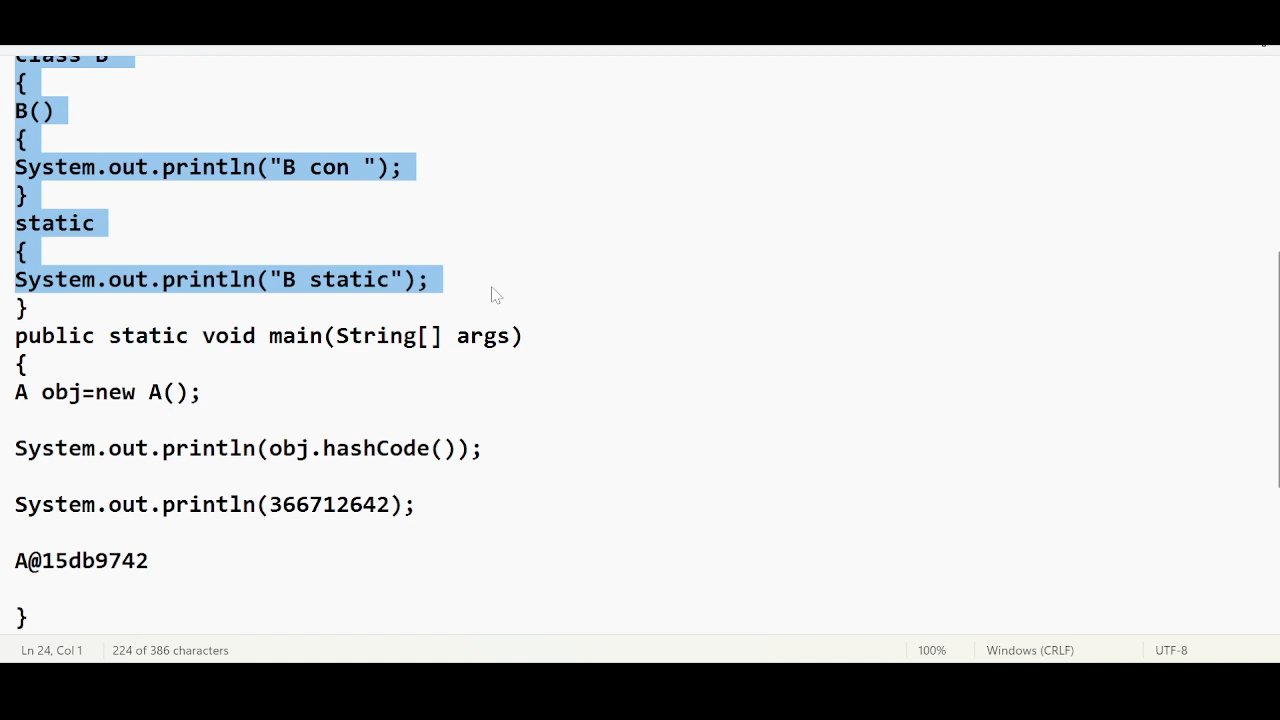 class B
{
B()
{
System.out.println("B con ");
}
static
{
System.out.println("B static");
}
public static void main(String[] args)
{
A obj=new A();
System.out.println(obj.hashCode());
System.out.println(366712642);
A@15db9742
}
Ln 24, Col 1 224 of 386 characters 100% Windows (CRLF) UTF-8